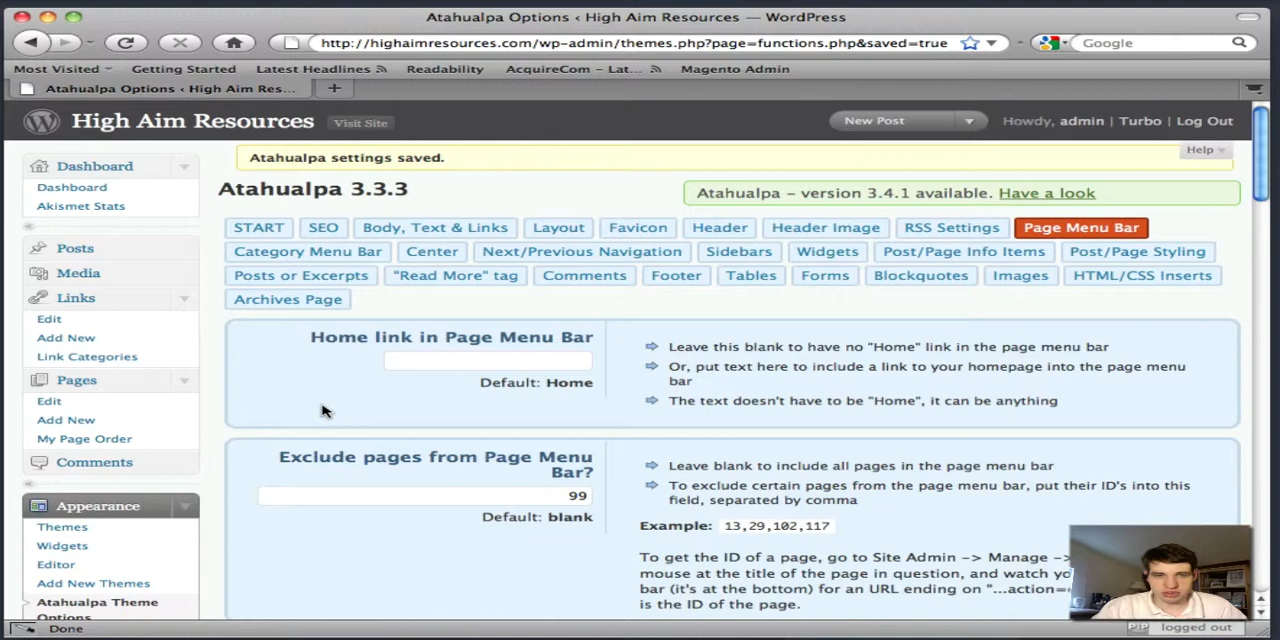 Atahualpa Options ‹ High Aim Resources — WordPress
http://highaimresources.com/wp-admin/themes.php?page=functions.php&saved=true
Google
Most Visited
Getting Started
Latest Headlines
Readability
AcquireCom – Lat...
Magento Admin
Atahualpa Options ‹ High Aim Res...
High Aim Resources
Visit Site
New Post
Howdy, admin | Turbo | Log Out
Atahualpa settings saved.
Help
Atahualpa 3.3.3
Atahualpa – version 3.4.1 available. Have a look
START
SEO
Body, Text & Links
Layout
Favicon
Header
Header Image
RSS Settings
Page Menu Bar
Category Menu Bar
Center
Next/Previous Navigation
Sidebars
Widgets
Post/Page Info Items
Post/Page Styling
Posts or Excerpts
"Read More" tag
Comments
Footer
Tables
Forms
Blockquotes
Images
HTML/CSS Inserts
Archives Page
Dashboard
Dashboard
Akismet Stats
Posts
Media
Links
Edit
Add New
Link Categories
Pages
Edit
Add New
My Page Order
Comments
Appearance
Themes
Widgets
Editor
Add New Themes
Atahualpa Theme
Options
Home link in Page Menu Bar
Default: Home
Leave this blank to have no "Home" link in the page menu bar
Or, put text here to include a link to your homepage into the page menu
bar
The text doesn't have to be "Home", it can be anything
Exclude pages from Page Menu
Bar?
99
Default: blank
Leave blank to include all pages in the page menu bar
To exclude certain pages from the page menu bar, put their ID's into this
field, separated by comma
Example: 13,29,102,117
To get the ID of a page, go to Site Admin -> Manage ->
mouse at the title of the page in question, and watch
bar (it's at the bottom) for an URL ending on "...action=
is the ID of the page.
Done
logged out